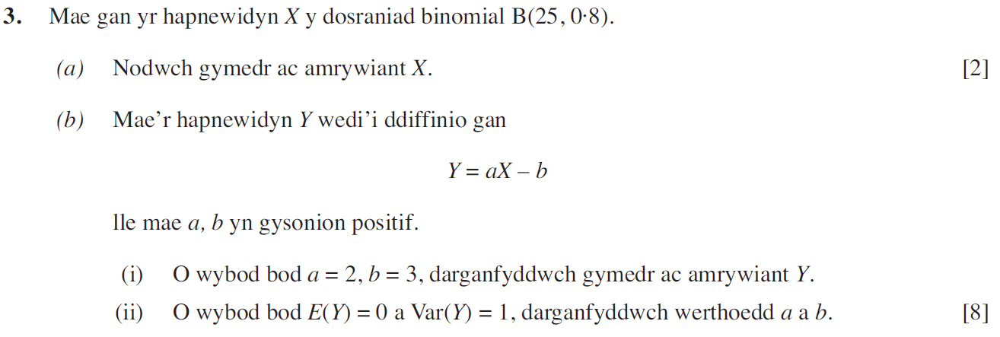 3. Mae gan yr hapnewidyn X y dosraniad binomial B(25, 0·8).
(a) Nodwch gymedr ac amrywiant X. [2]
(b) Mae’r hapnewidyn Y wedi’i ddiffinio gan
Y = aX – b
lle mae a, b yn gysonion positif.
(i) O wybod bod a = 2, b = 3, darganfyddwch gymedr ac amrywiant Y.
(ii) O wybod bod E(Y) = 0 a Var(Y) = 1, darganfyddwch werthoedd a a b. [8]